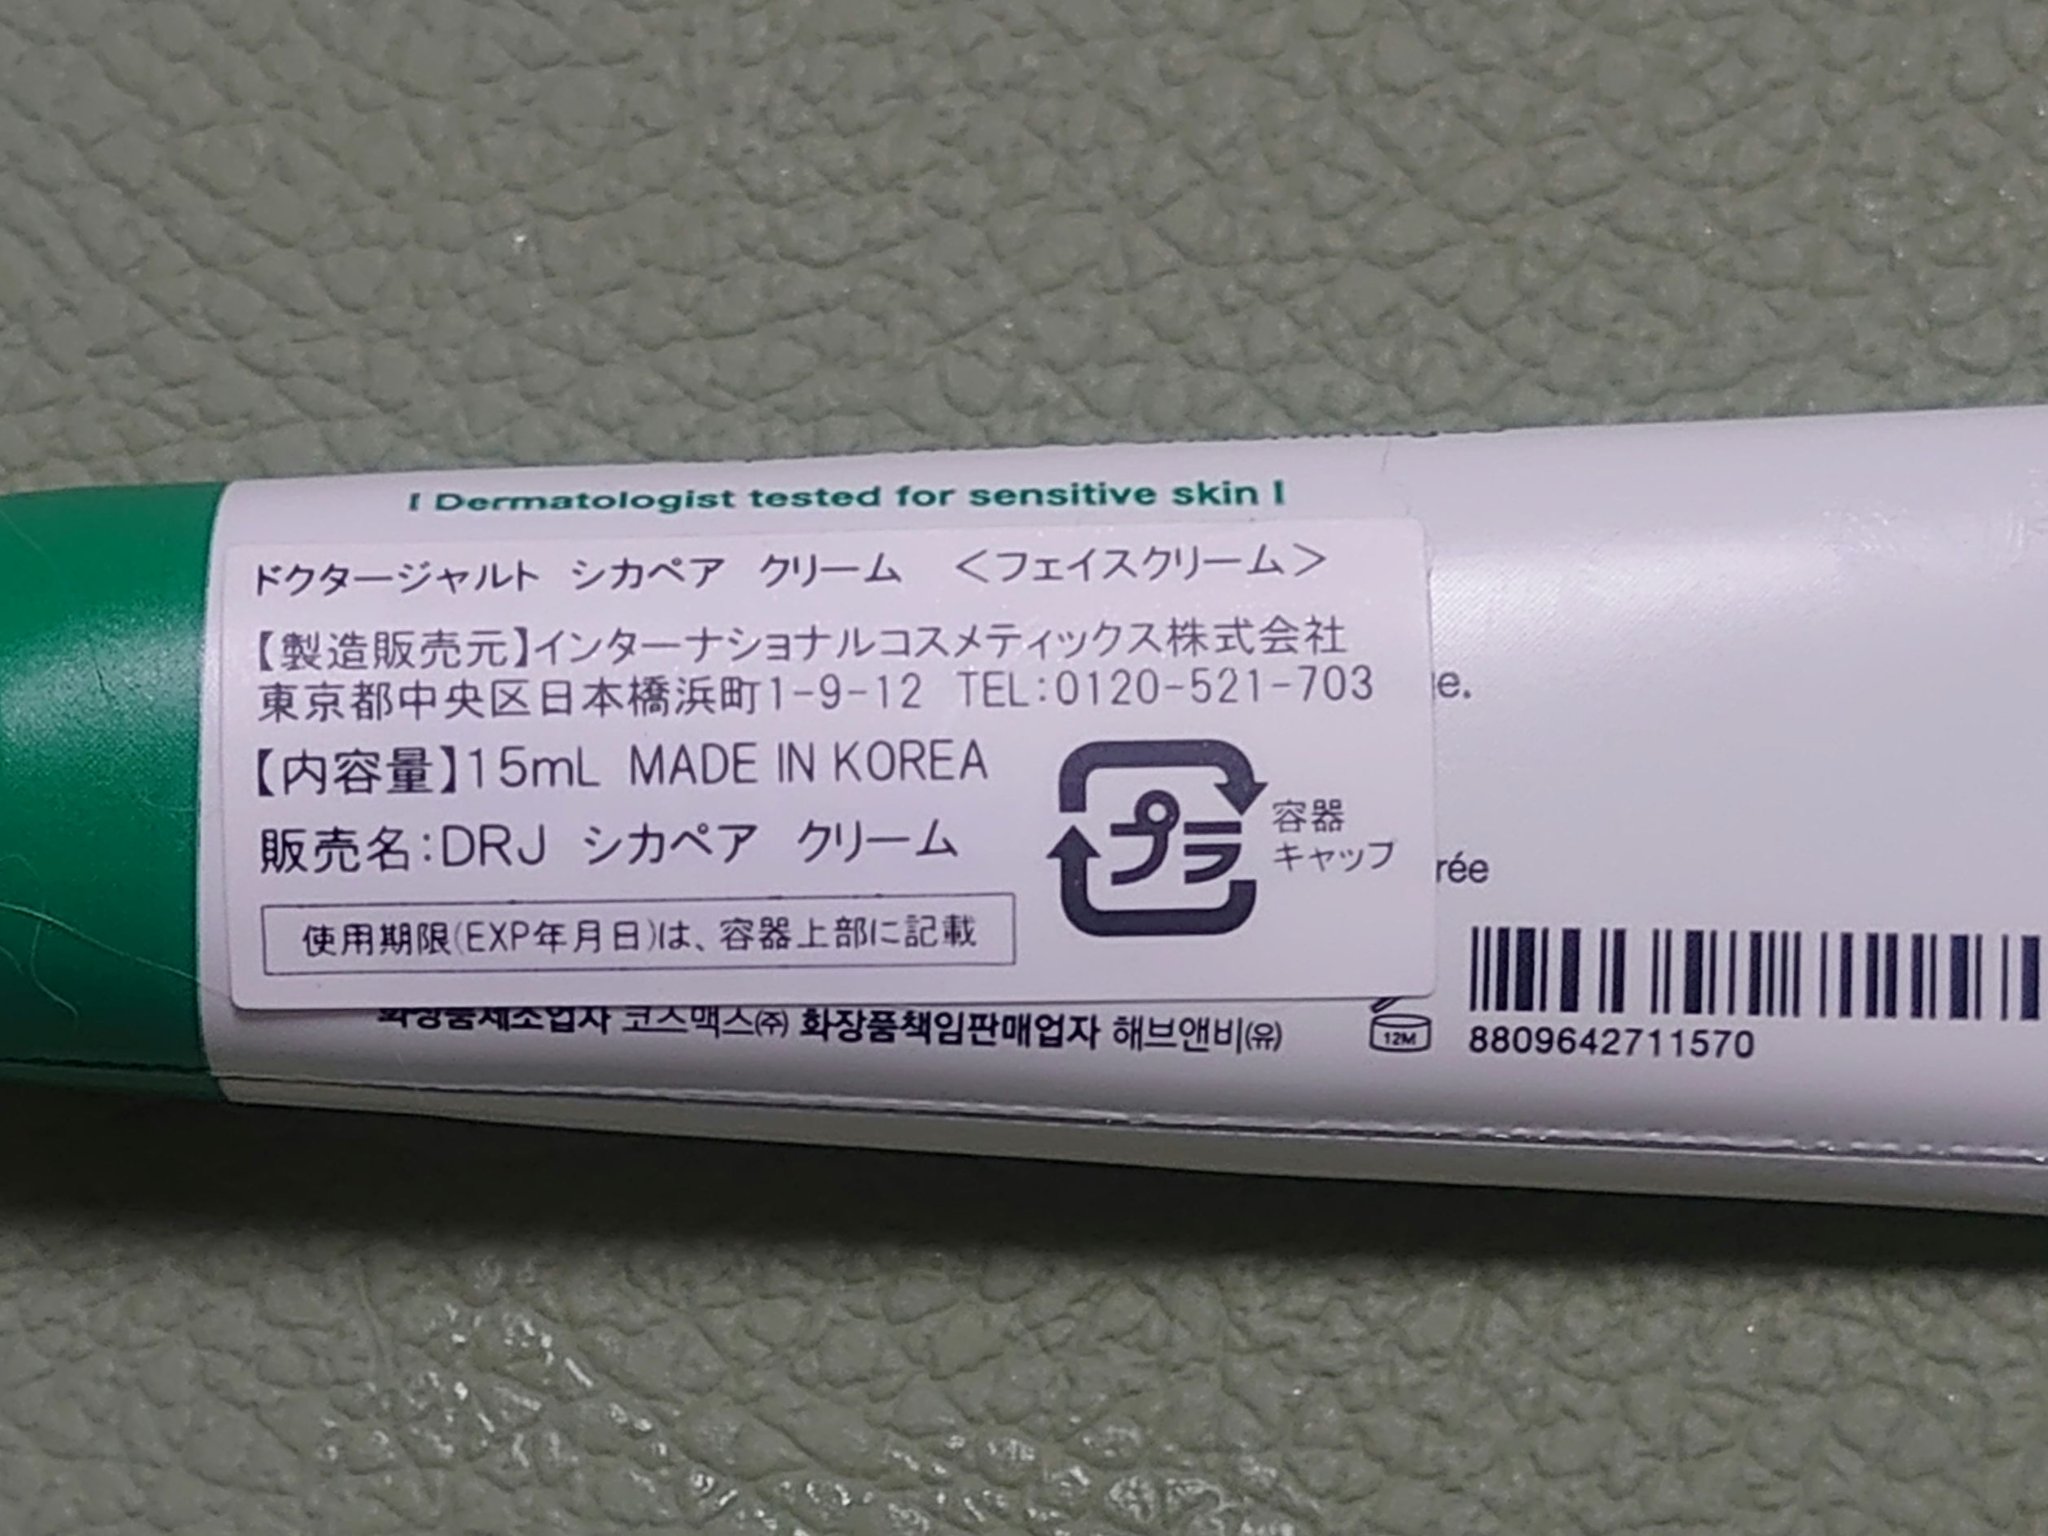 [ Dermatologist tested for sensitive skin ]
ドクタージャルト シカペア クリーム <フェイスクリーム>
【製造販売元】インターナショナルコスメティックス株式会社
東京都中央区日本橋浜町1-9-12 TEL:0120-521-703
e.
【内容量】15mL MADE IN KOREA
販売名:DRJ シカペア クリーム
プラ
容器
キャップ
rée
使用期限(EXP年月日)は、容器上部に記載
화장품제조업자 코스맥스㈜ 화장품책임판매업자 해브앤비(유)
12M
8809642711570